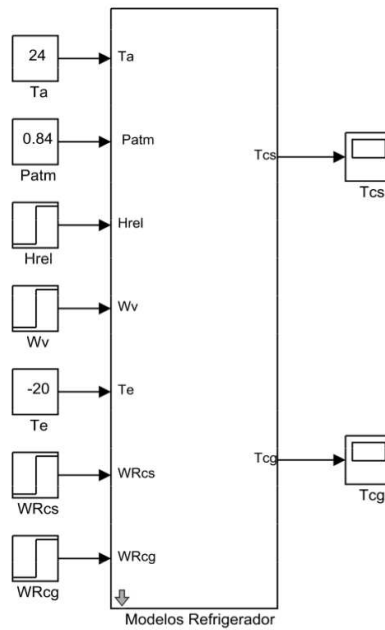 24
Ta
Ta
0.84
Patm
Patm
Tcs
Tcs
Hrel
Hrel
Wv
Wv
-20
Te
Te
WRcs
WRcs
Tcg
Tcg
WRcg
WRcg
Modelos Refrigerador